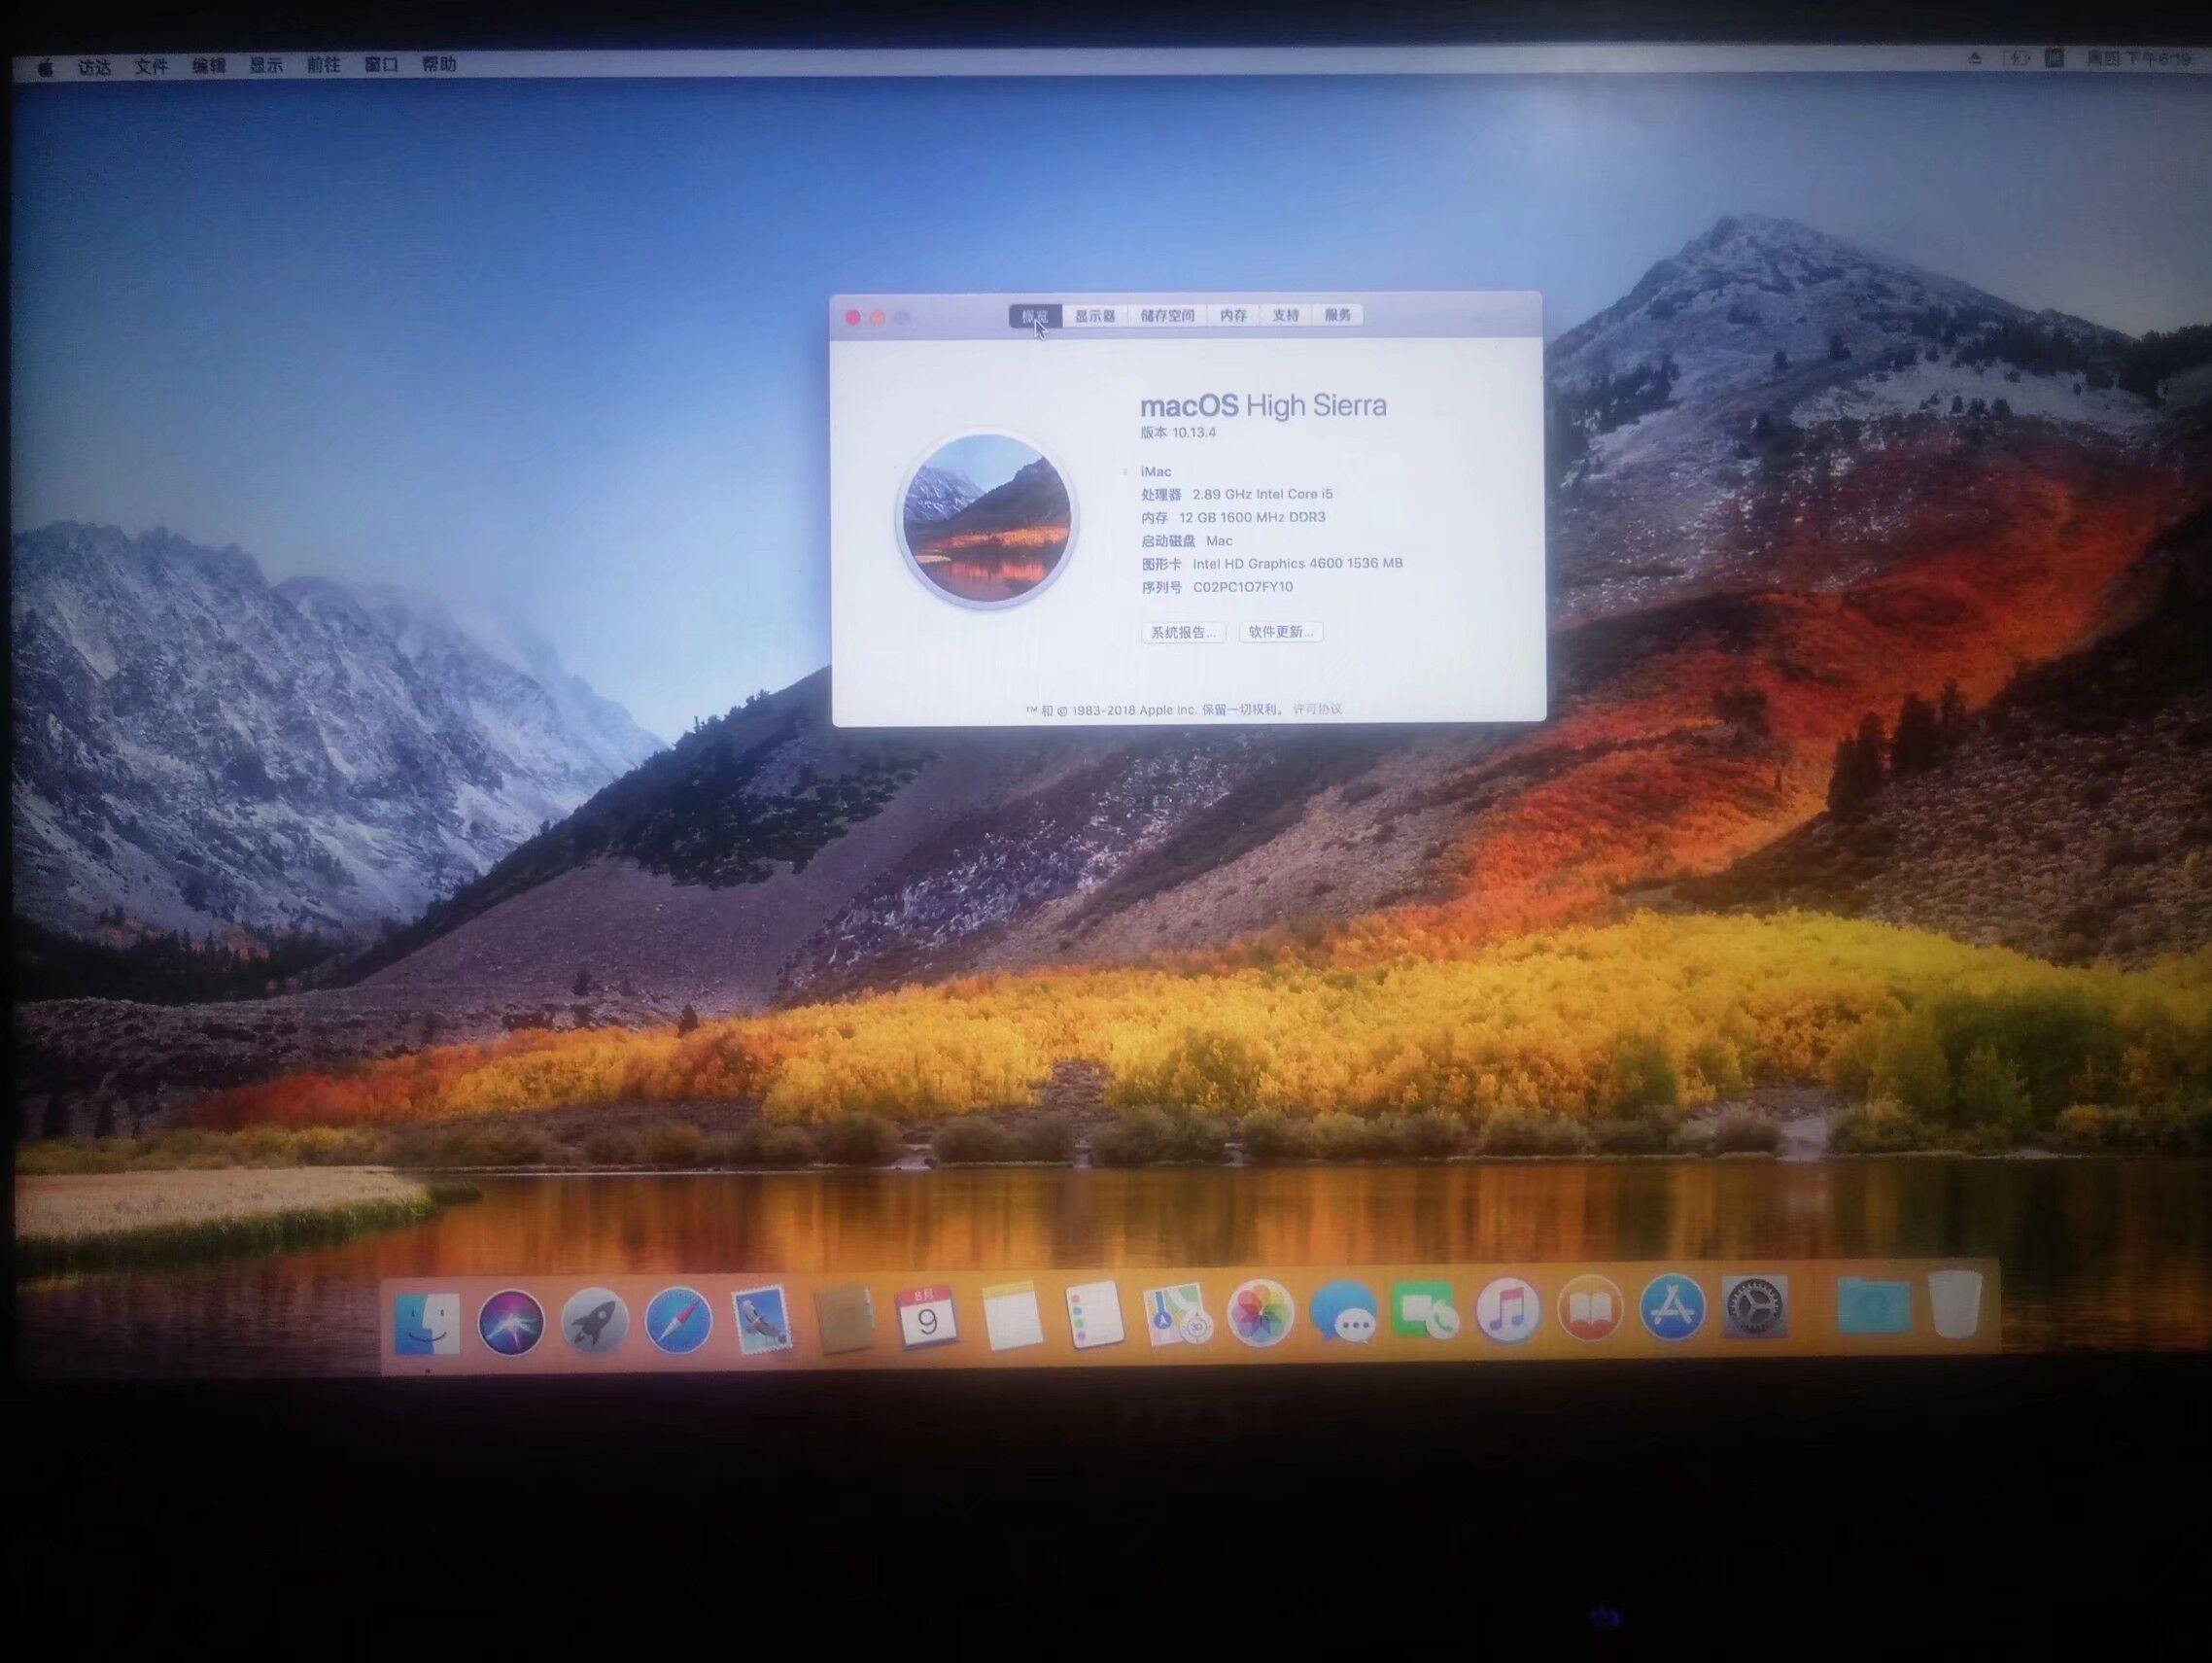 访达 文件 编辑 显示 前往 窗口 帮助
周四 下午6:19
概览 显示器 储存空间 内存 支持 服务
macOS High Sierra
版本 10.13.4
iMac
处理器 2.89 GHz Intel Core i5
内存 12 GB 1600 MHz DDR3
启动磁盘 Mac
图形卡 Intel HD Graphics 4600 1536 MB
序列号 C02PC1O7FY10
系统报告... 软件更新...
™ 和 © 1983-2018 Apple Inc. 保留一切权利。 许可协议
8月
9